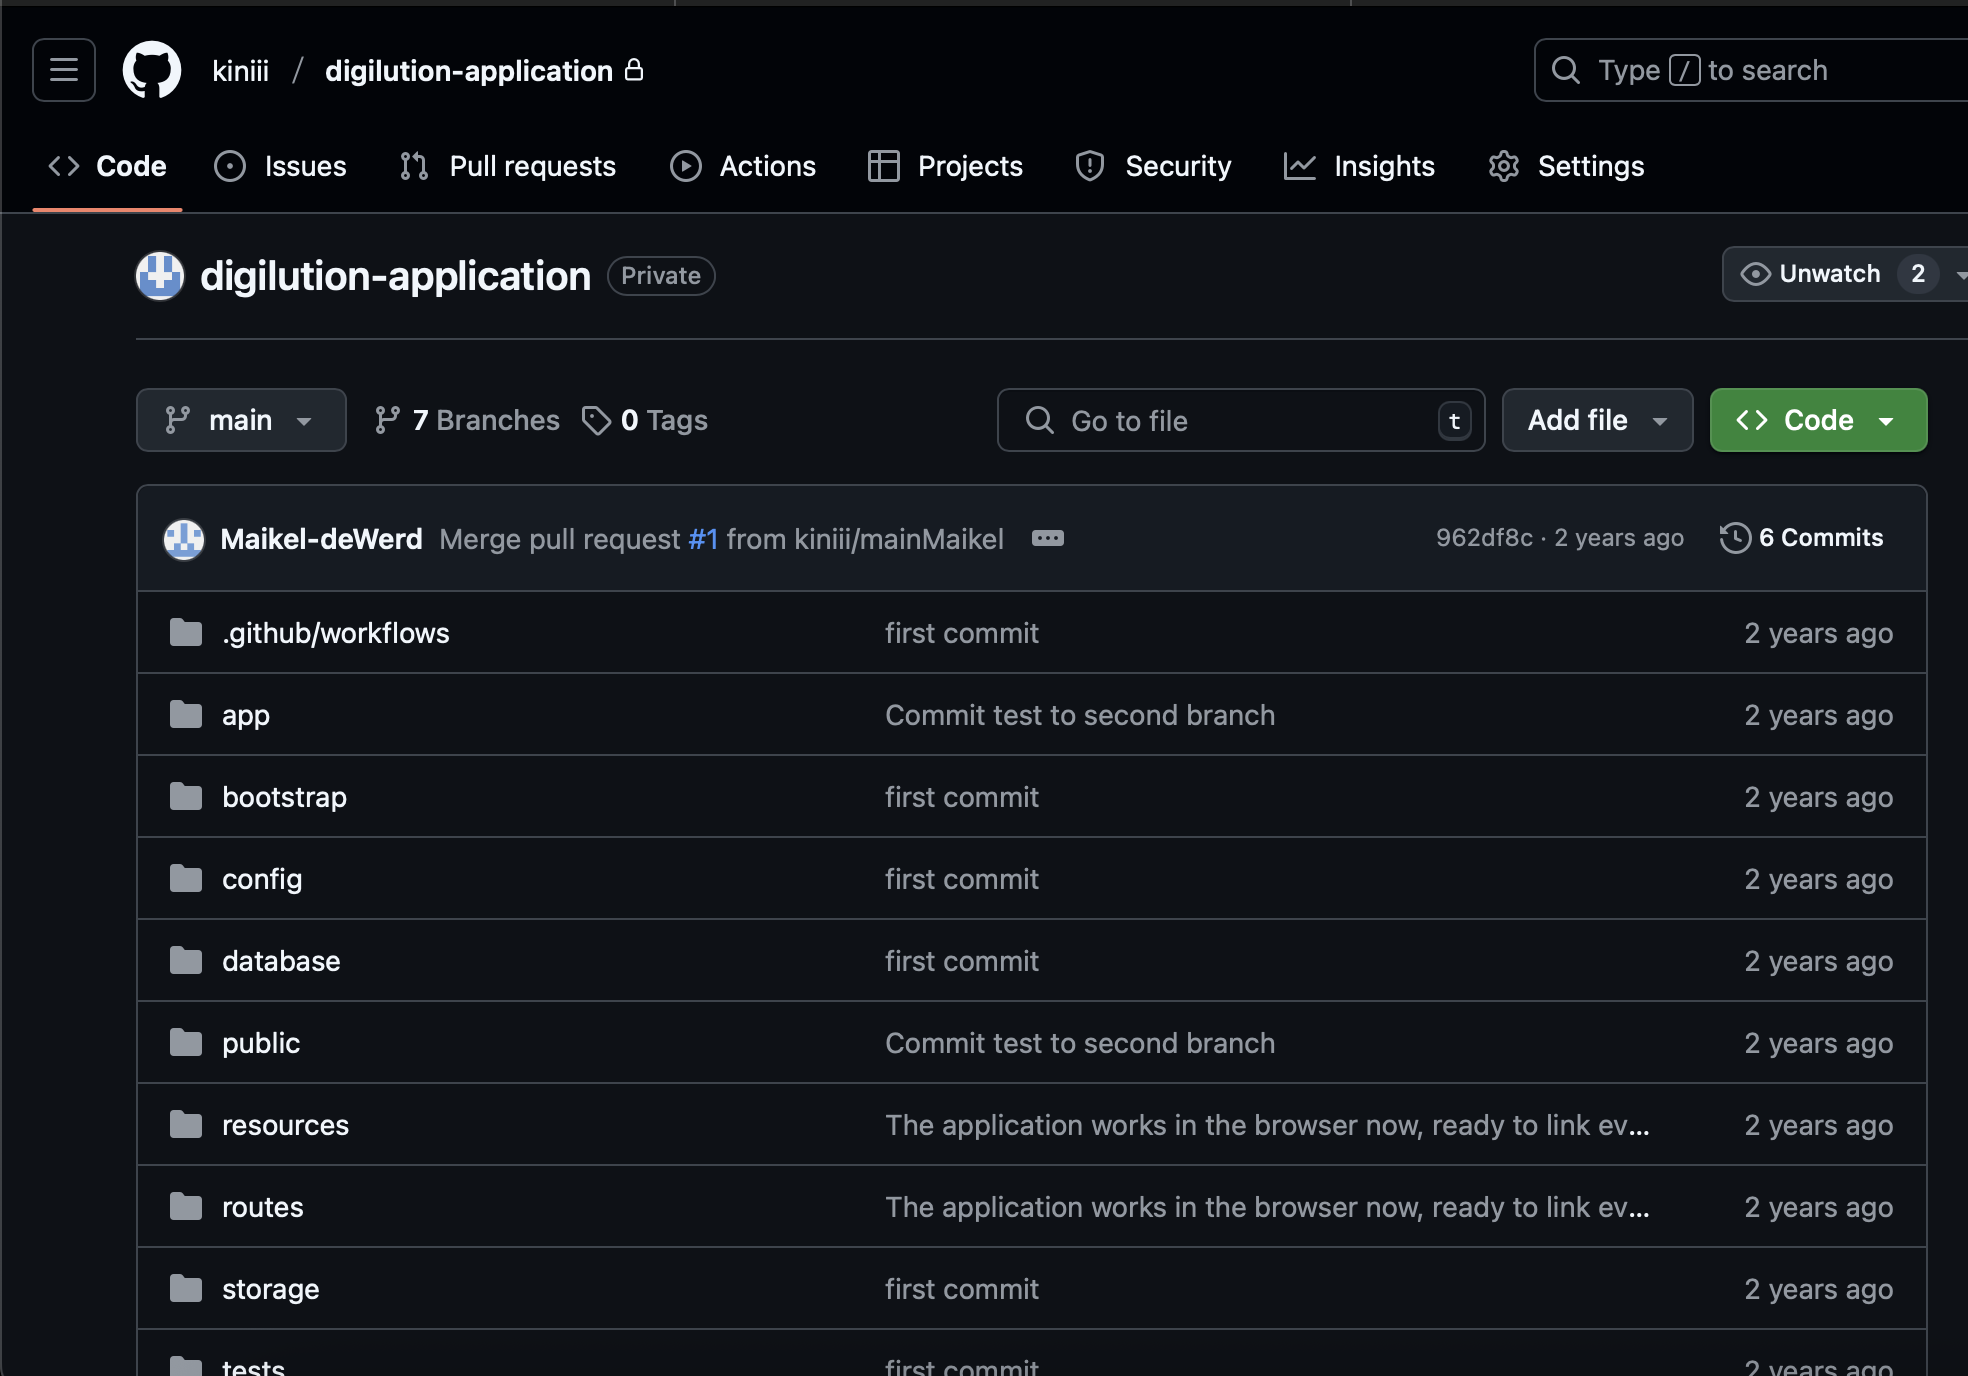 kiniii / digilution-application
Type / to search
Code Issues Pull requests Actions Projects Security Insights Settings
digilution-application Private
Unwatch 2
main 7 Branches 0 Tags
Go to file t
Add file
Code
Maikel-deWerd Merge pull request #1 from kiniii/mainMaikel 962df8c · 2 years ago 6 Commits
.github/workflows first commit 2 years ago
app Commit test to second branch 2 years ago
bootstrap first commit 2 years ago
config first commit 2 years ago
database first commit 2 years ago
public Commit test to second branch 2 years ago
resources The application works in the browser now, ready to link ev... 2 years ago
routes The application works in the browser now, ready to link ev... 2 years ago
storage first commit 2 years ago
tests first commit 2 years ago